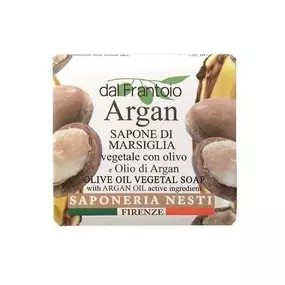 dal Frantoio
Argan
SAPONE DI
MARSIGLIA
vegetale con olivo
e Olio di Argan
OLIVE OIL VEGETAL SOAP
with ARGAN OIL active ingredient
SAPONERIA NESTI
FIRENZE